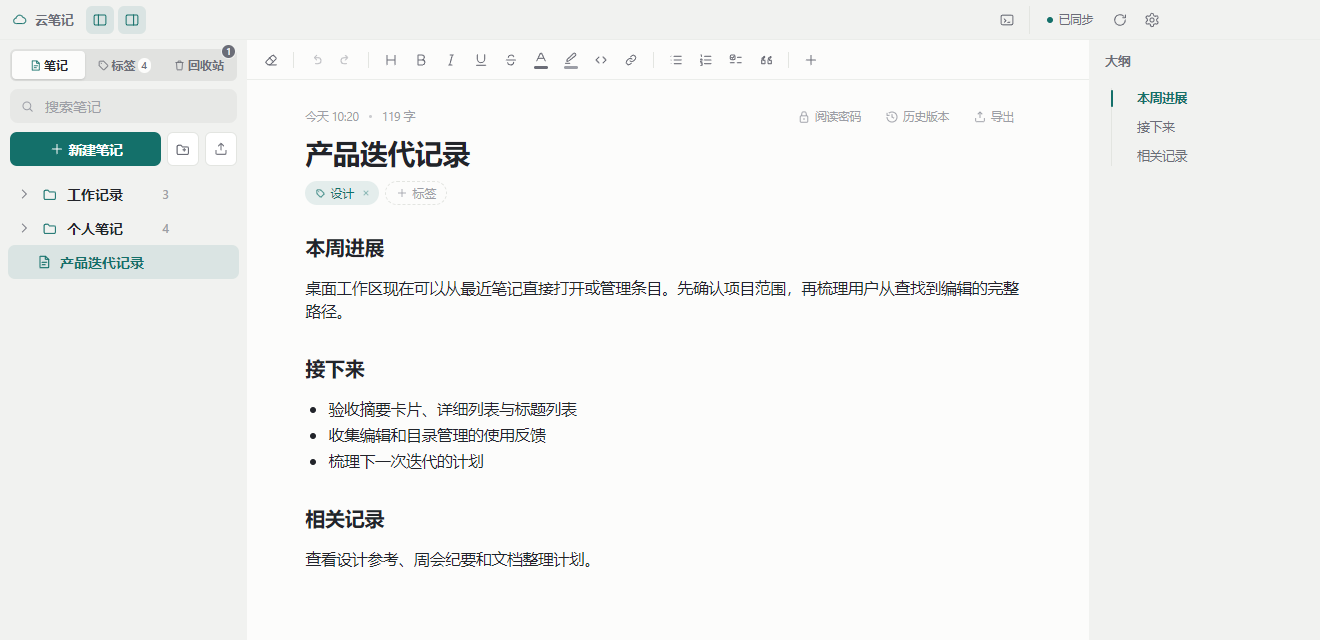 云笔记
已同步
笔记
标签 4
回收站 1
搜索笔记
+ 新建笔记
工作记录 3
个人笔记 4
产品迭代记录
H B I U S A
今天 10:20 • 119 字
阅读密码
历史版本
导出
产品迭代记录
设计 ×
+ 标签
本周进展
桌面工作区现在可以从最近笔记直接打开或管理条目。先确认项目范围，再梳理用户从查找到编辑的完整
路径。
接下来
• 验收摘要卡片、详细列表与标题列表
• 收集编辑和目录管理的使用反馈
• 梳理下一次迭代的计划
相关记录
查看设计参考、周会纪要和文档整理计划。
大纲
本周进展
接下来
相关记录